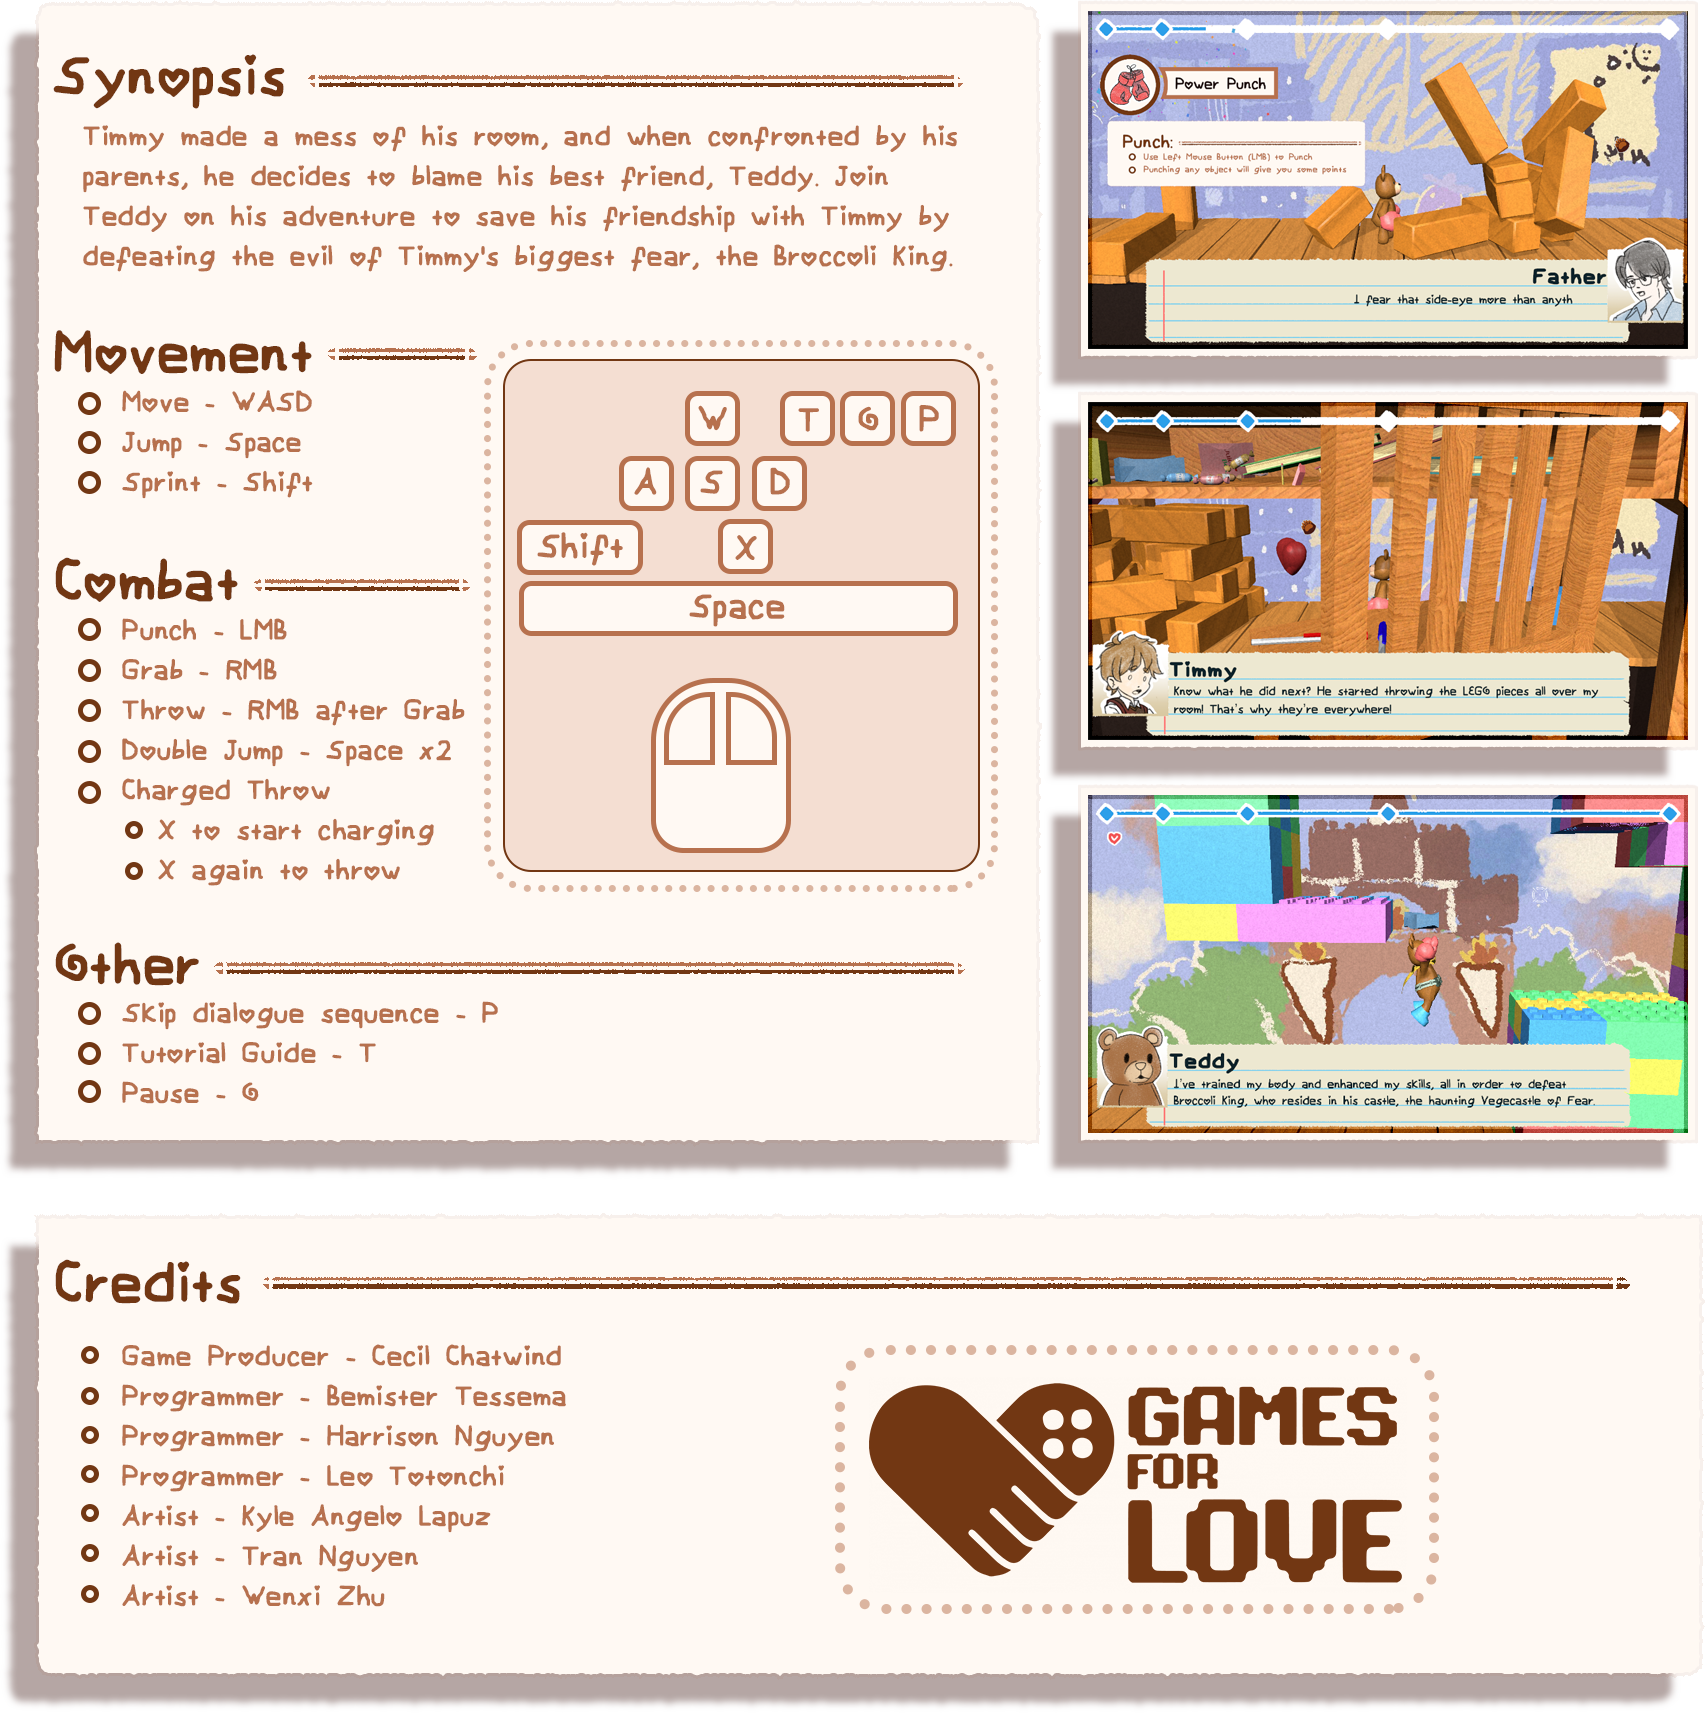 Synopsis
Timmy made a mess of his room, and when confronted by his
parents, he decides to blame his best friend, Teddy. Join
Teddy on his adventure to save his friendship with Timmy by
defeating the evil of Timmy's biggest fear, the Broccoli King.
Movement
Move - WASD
Jump - Space
Sprint - Shift
Combat
Punch - LMB
Grab - RMB
Throw - RMB after Grab
Double Jump - Space x2
Charged Throw
X to start charging
X again to throw
W T G P
A S D
Shift X
Space
Other
Skip dialogue sequence - P
Tutorial Guide - T
Pause - G
Power Punch
Punch:
Use Left Mouse Button (LMB) to Punch
Punching any object will give you some points
Father
I fear that side-eye more than anyth
Timmy
Know what he did next? He started throwing the LEGO pieces all over my
room! That's why they're everywhere!
Teddy
I've trained my body and enhanced my skills, all in order to defeat
Broccoli King, who resides in his castle, the haunting Vegecastle of Fear.
Credits
Game Producer - Cecil Chatwind
Programmer - Bemister Tessema
Programmer - Harrison Nguyen
Programmer - Leo Totonchi
Artist - Kyle Angelo Lapuz
Artist - Tran Nguyen
Artist - Wenxi Zhu
GAMES
FOR
LOVE